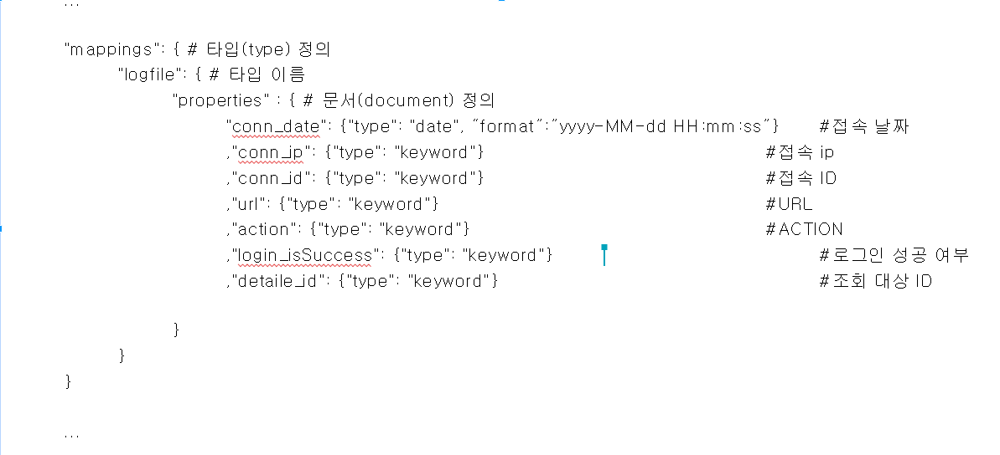 ...
"mappings": { # 타입(type) 정의
"logfile": { # 타입 이름
"properties" : { # 문서(document) 정의
"conn_date": {"type": "date", “format”:”yyyy-MM-dd HH:mm:ss”} #접속 날짜
,"conn_ip": {"type": "keyword"} #접속 ip
,"conn_id": {"type": "keyword"} #접속 ID
,"url": {"type": "keyword"} #URL
,"action": {"type": "keyword"} #ACTION
,"login_isSuccess": {"type": "keyword"} #로그인 성공 여부
,"detaile_id": {"type": "keyword"} #조회 대상 ID
}
}
}
...